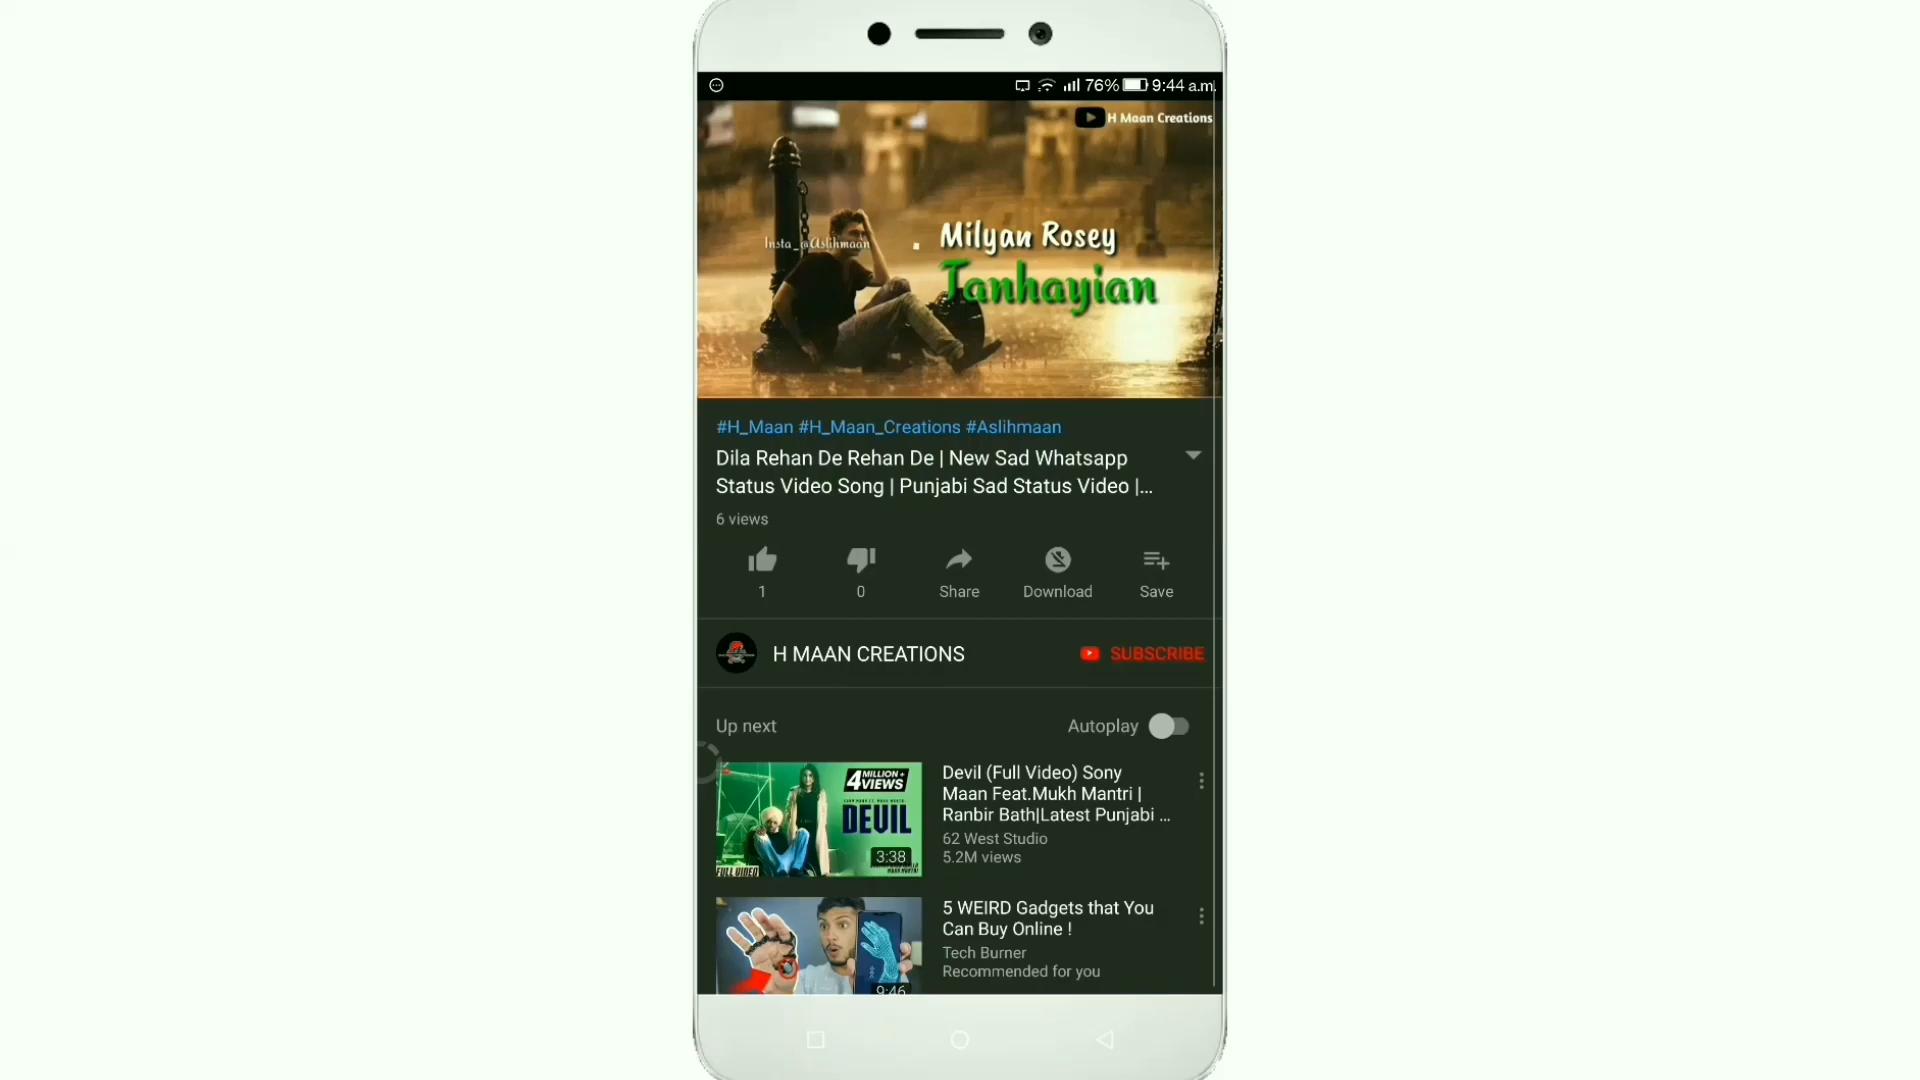 76% 9:44 a.m.
H Maan Creations
Insta_@Aslihmaan
Milyan Rosey
Tanhayian
#H_Maan #H_Maan_Creations #Aslihmaan
Dila Rehan De Rehan De | New Sad Whatsapp
Status Video Song | Punjabi Sad Status Video |...
6 views
1
0
Share
Download
Save
H MAAN CREATIONS
SUBSCRIBE
Up next
Autoplay
4 MILLION+
VIEWS
DEVIL
3:38
FULL VIDEO
Devil (Full Video) Sony
Maan Feat.Mukh Mantri |
Ranbir Bath|Latest Punjabi ...
62 West Studio
5.2M views
9:46
5 WEIRD Gadgets that You
Can Buy Online !
Tech Burner
Recommended for you